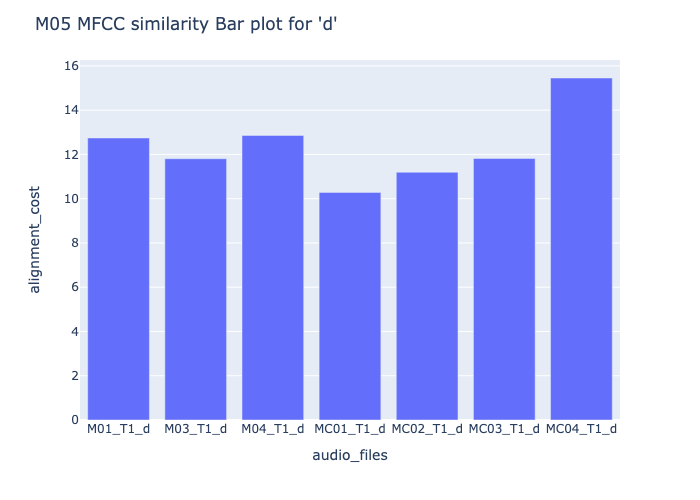 M05 MFCC similarity Bar plot for 'd'
16
14
12
10
8
6
4
2
0
alignment_cost
M01_T1_d M03_T1_d M04_T1_d MC01_T1_d MC02_T1_d MC03_T1_d MC04_T1_d
audio_files